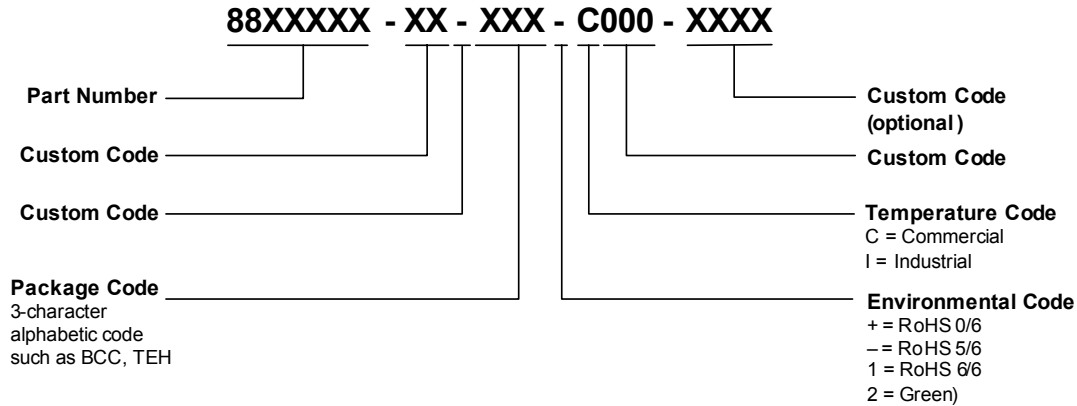 88XXXXX - XX - XXX - C000 - XXXX
Part Number
Custom Code
Custom Code
Package Code
3-character
alphabetic code
such as BCC, TEH
Custom Code
(optional)
Custom Code
Temperature Code
C = Commercial
I = Industrial
Environmental Code
+ = RoHS 0/6
– = RoHS 5/6
1 = RoHS 6/6
2 = Green)